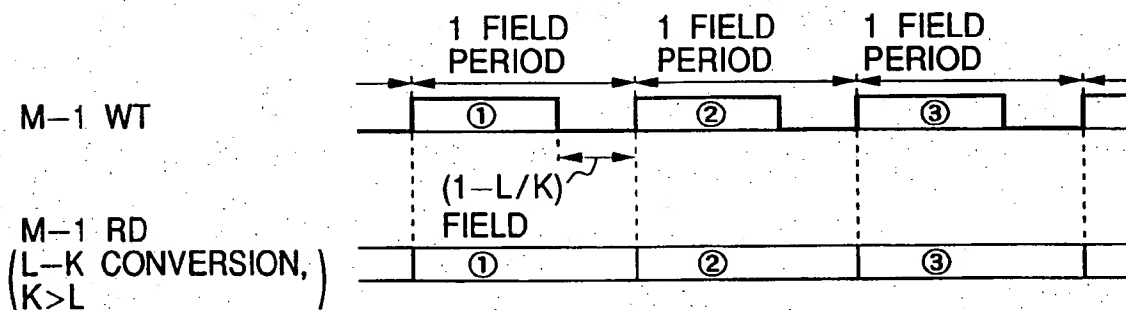 1 FIELD PERIOD
1 FIELD PERIOD
1 FIELD PERIOD
M-1 WT
① ② ③
(1-L/K) FIELD
M-1 RD
(L-K CONVERSION,
K>L)
① ② ③